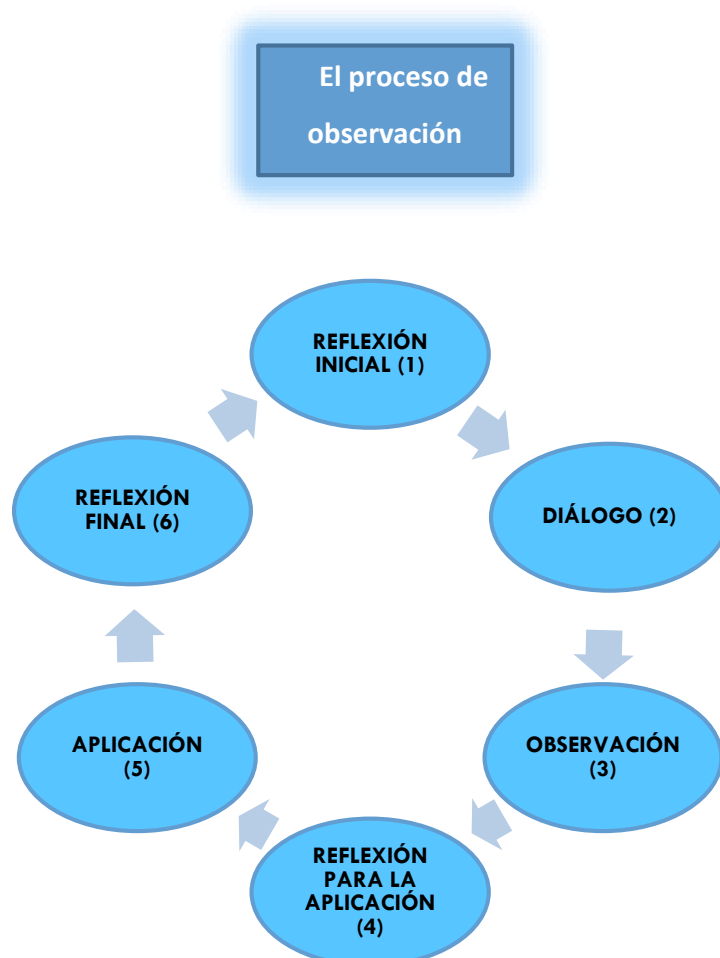 El proceso de
observación
REFLEXIÓN
INICIAL (1)
DIÁLOGO (2)
OBSERVACIÓN
(3)
REFLEXIÓN
PARA LA
APLICACIÓN
(4)
APLICACIÓN
(5)
REFLEXIÓN
FINAL (6)